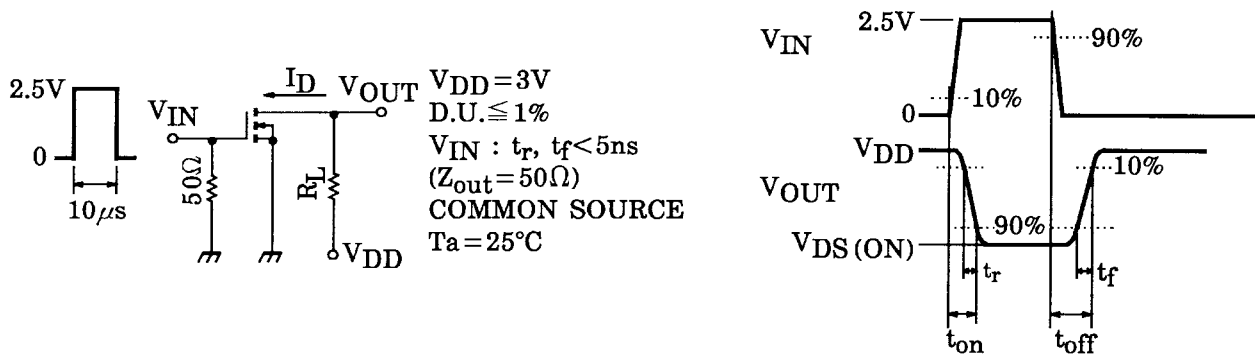 2.5V
0
10μs
V_IN
50Ω
I_D
V_OUT
R_L
V_DD
V_DD = 3V
D.U. ≦ 1%
V_IN : t_r, t_f < 5ns
(Z_out = 50Ω)
COMMON SOURCE
Ta = 25°C
V_IN
2.5V
90%
10%
0
V_DD
10%
V_OUT
90%
V_DS (ON)
t_r
t_f
t_on
t_off